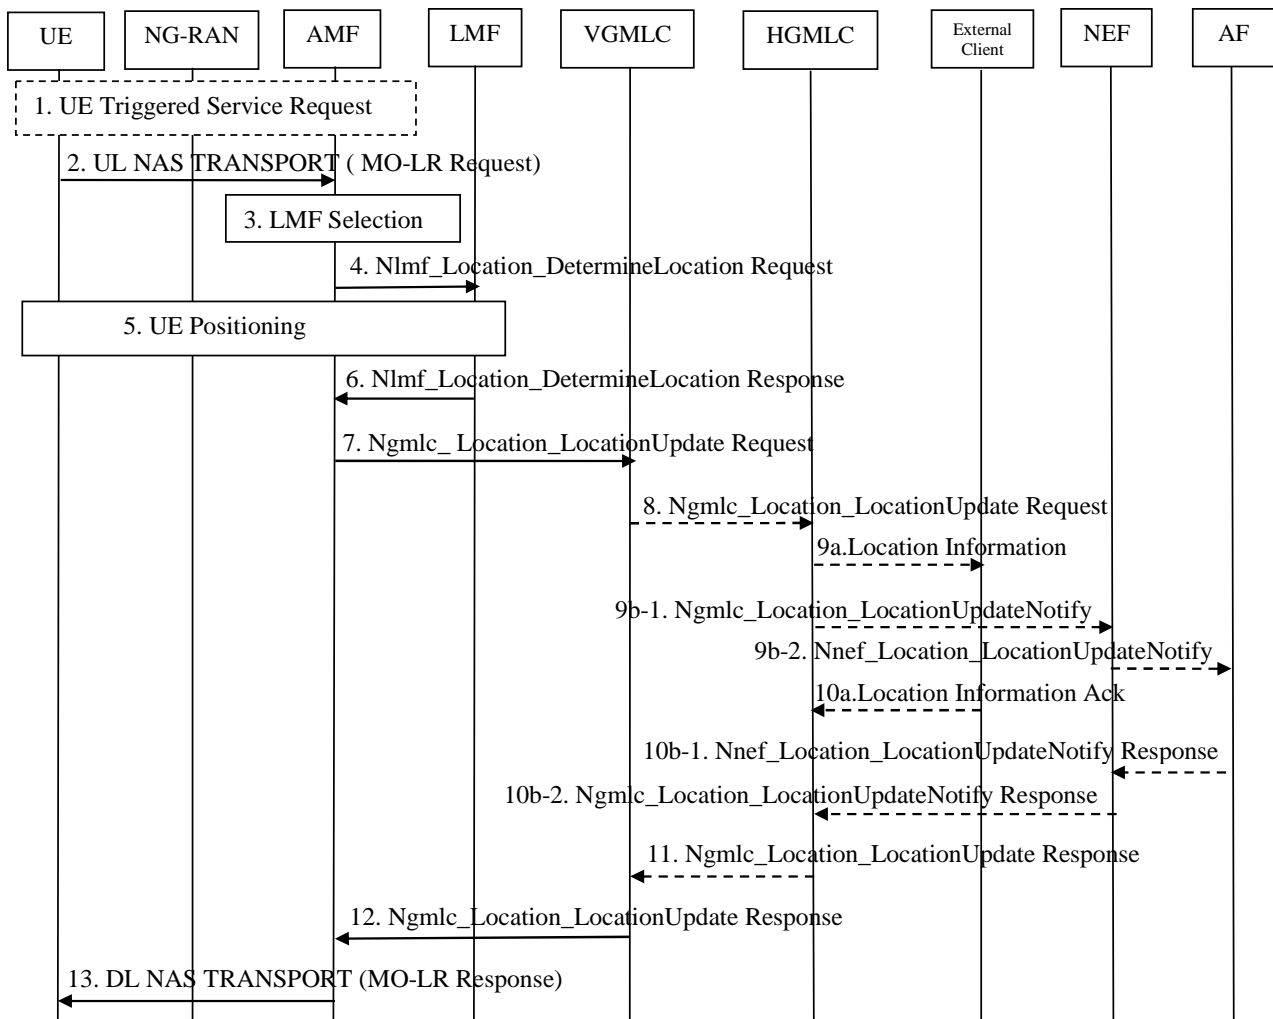 UE
NG-RAN
AMF
LMF
VGMLC
HGMLC
External
Client
NEF
AF
1. UE Triggered Service Request
2. UL NAS TRANSPORT ( MO-LR Request)
3. LMF Selection
4. Nlmf_Location_DetermineLocation Request
5. UE Positioning
6. Nlmf_Location_DetermineLocation Response
7. Ngmlc_ Location_LocationUpdate Request
8. Ngmlc_Location_LocationUpdate Request
9a.Location Information
9b-1. Ngmlc_Location_LocationUpdateNotify
9b-2. Nnef_Location_LocationUpdateNotify
10a.Location Information Ack
10b-1. Nnef_Location_LocationUpdateNotify Response
10b-2. Ngmlc_Location_LocationUpdateNotify Response
11. Ngmlc_Location_LocationUpdate Response
12. Ngmlc_Location_LocationUpdate Response
13. DL NAS TRANSPORT (MO-LR Response)